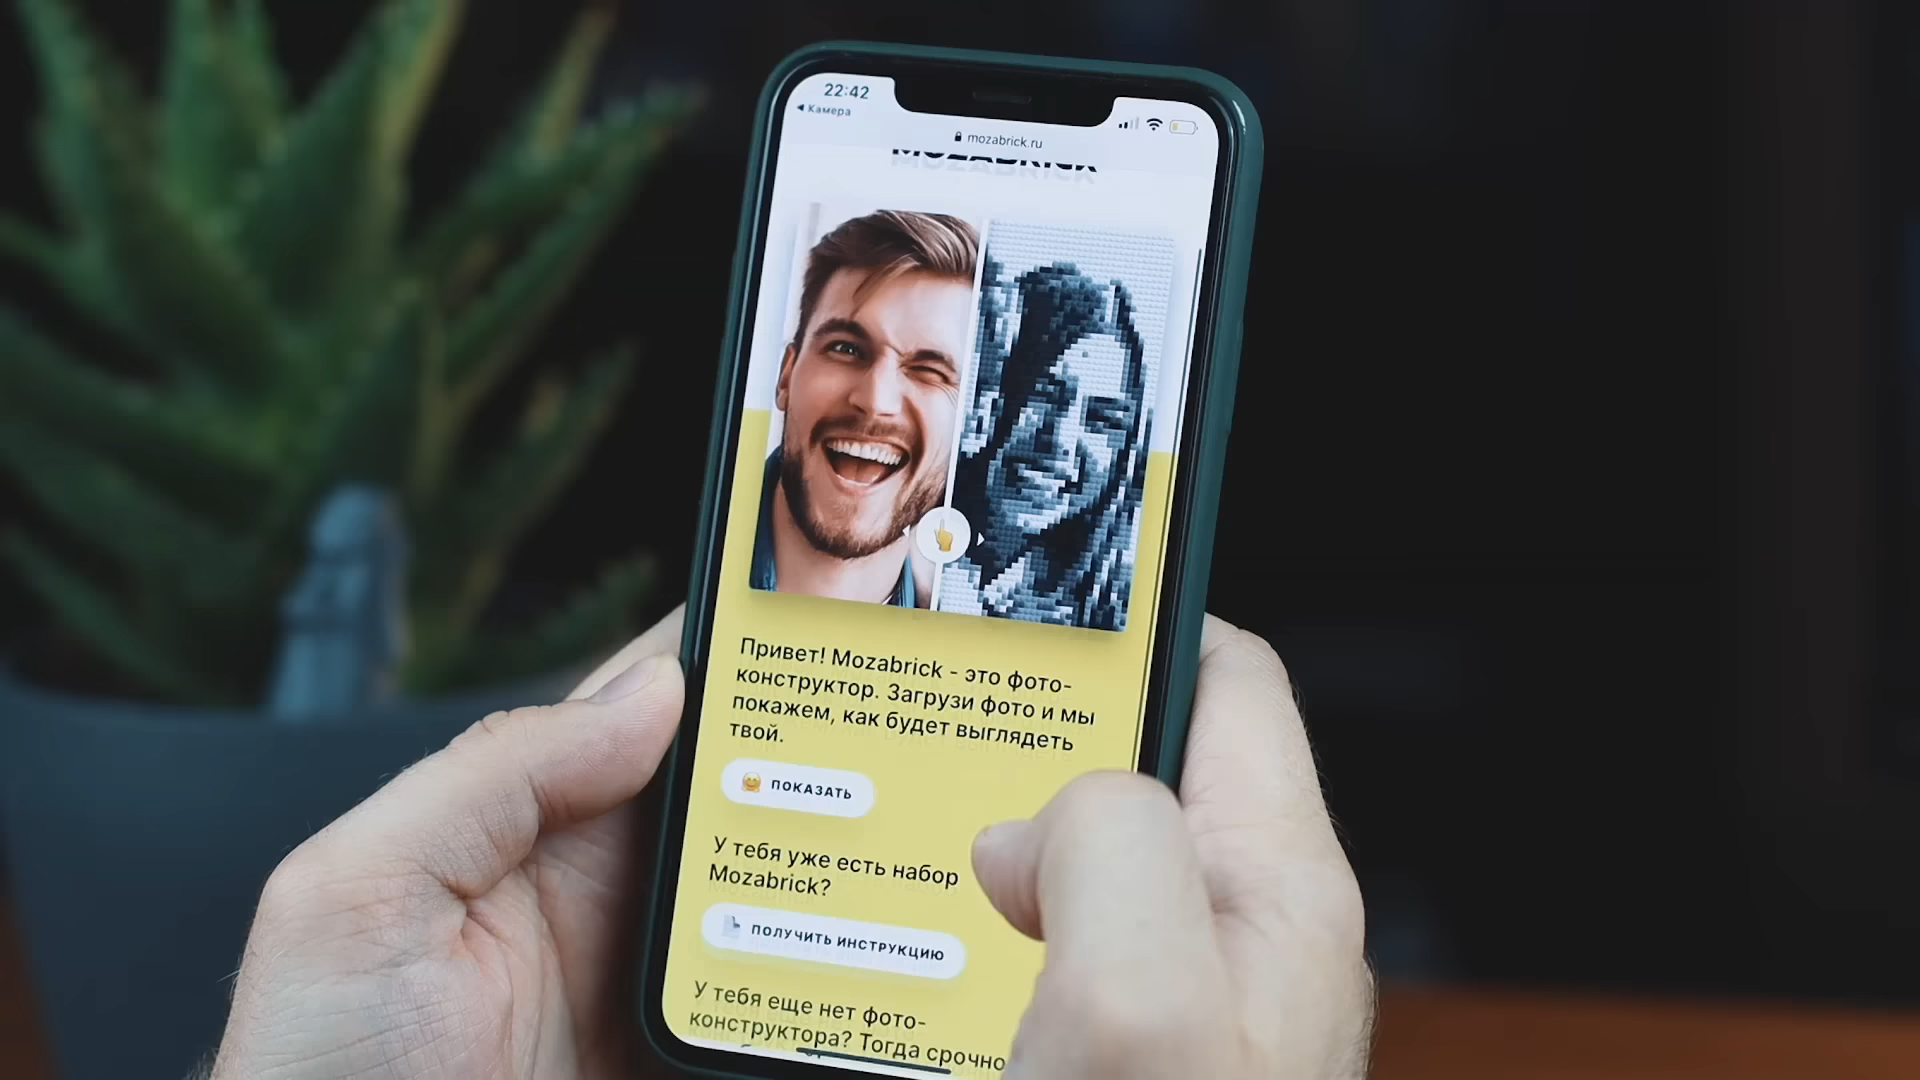 22:42
◀ Камера
mozabrick.ru
MOZABRICK
Привет! Mozabrick - это фото-
конструктор. Загрузи фото и мы
покажем, как будет выглядеть
твой.
ПОКАЗАТЬ
У тебя уже есть набор
Mozabrick?
ПОЛУЧИТЬ ИНСТРУКЦИЮ
У тебя еще нет фото-
конструктора? Тогда срочно